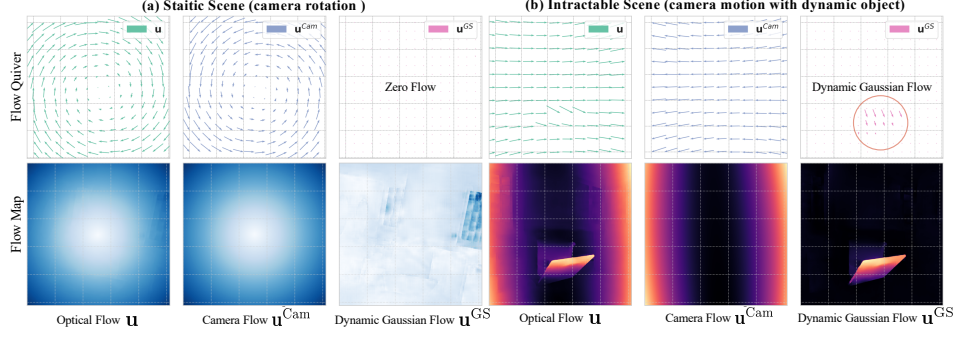 (a) Staitic Scene (camera rotation )
(b) Intractable Scene (camera motion with dynamic object)
Flow Quiver
u
u^Cam
u^GS
u
u^Cam
u^GS
Zero Flow
Dynamic Gaussian Flow
Flow Map
Optical Flow u
Camera Flow u^Cam
Dynamic Gaussian Flow u^GS
Optical Flow u
Camera Flow u^Cam
Dynamic Gaussian Flow u^GS